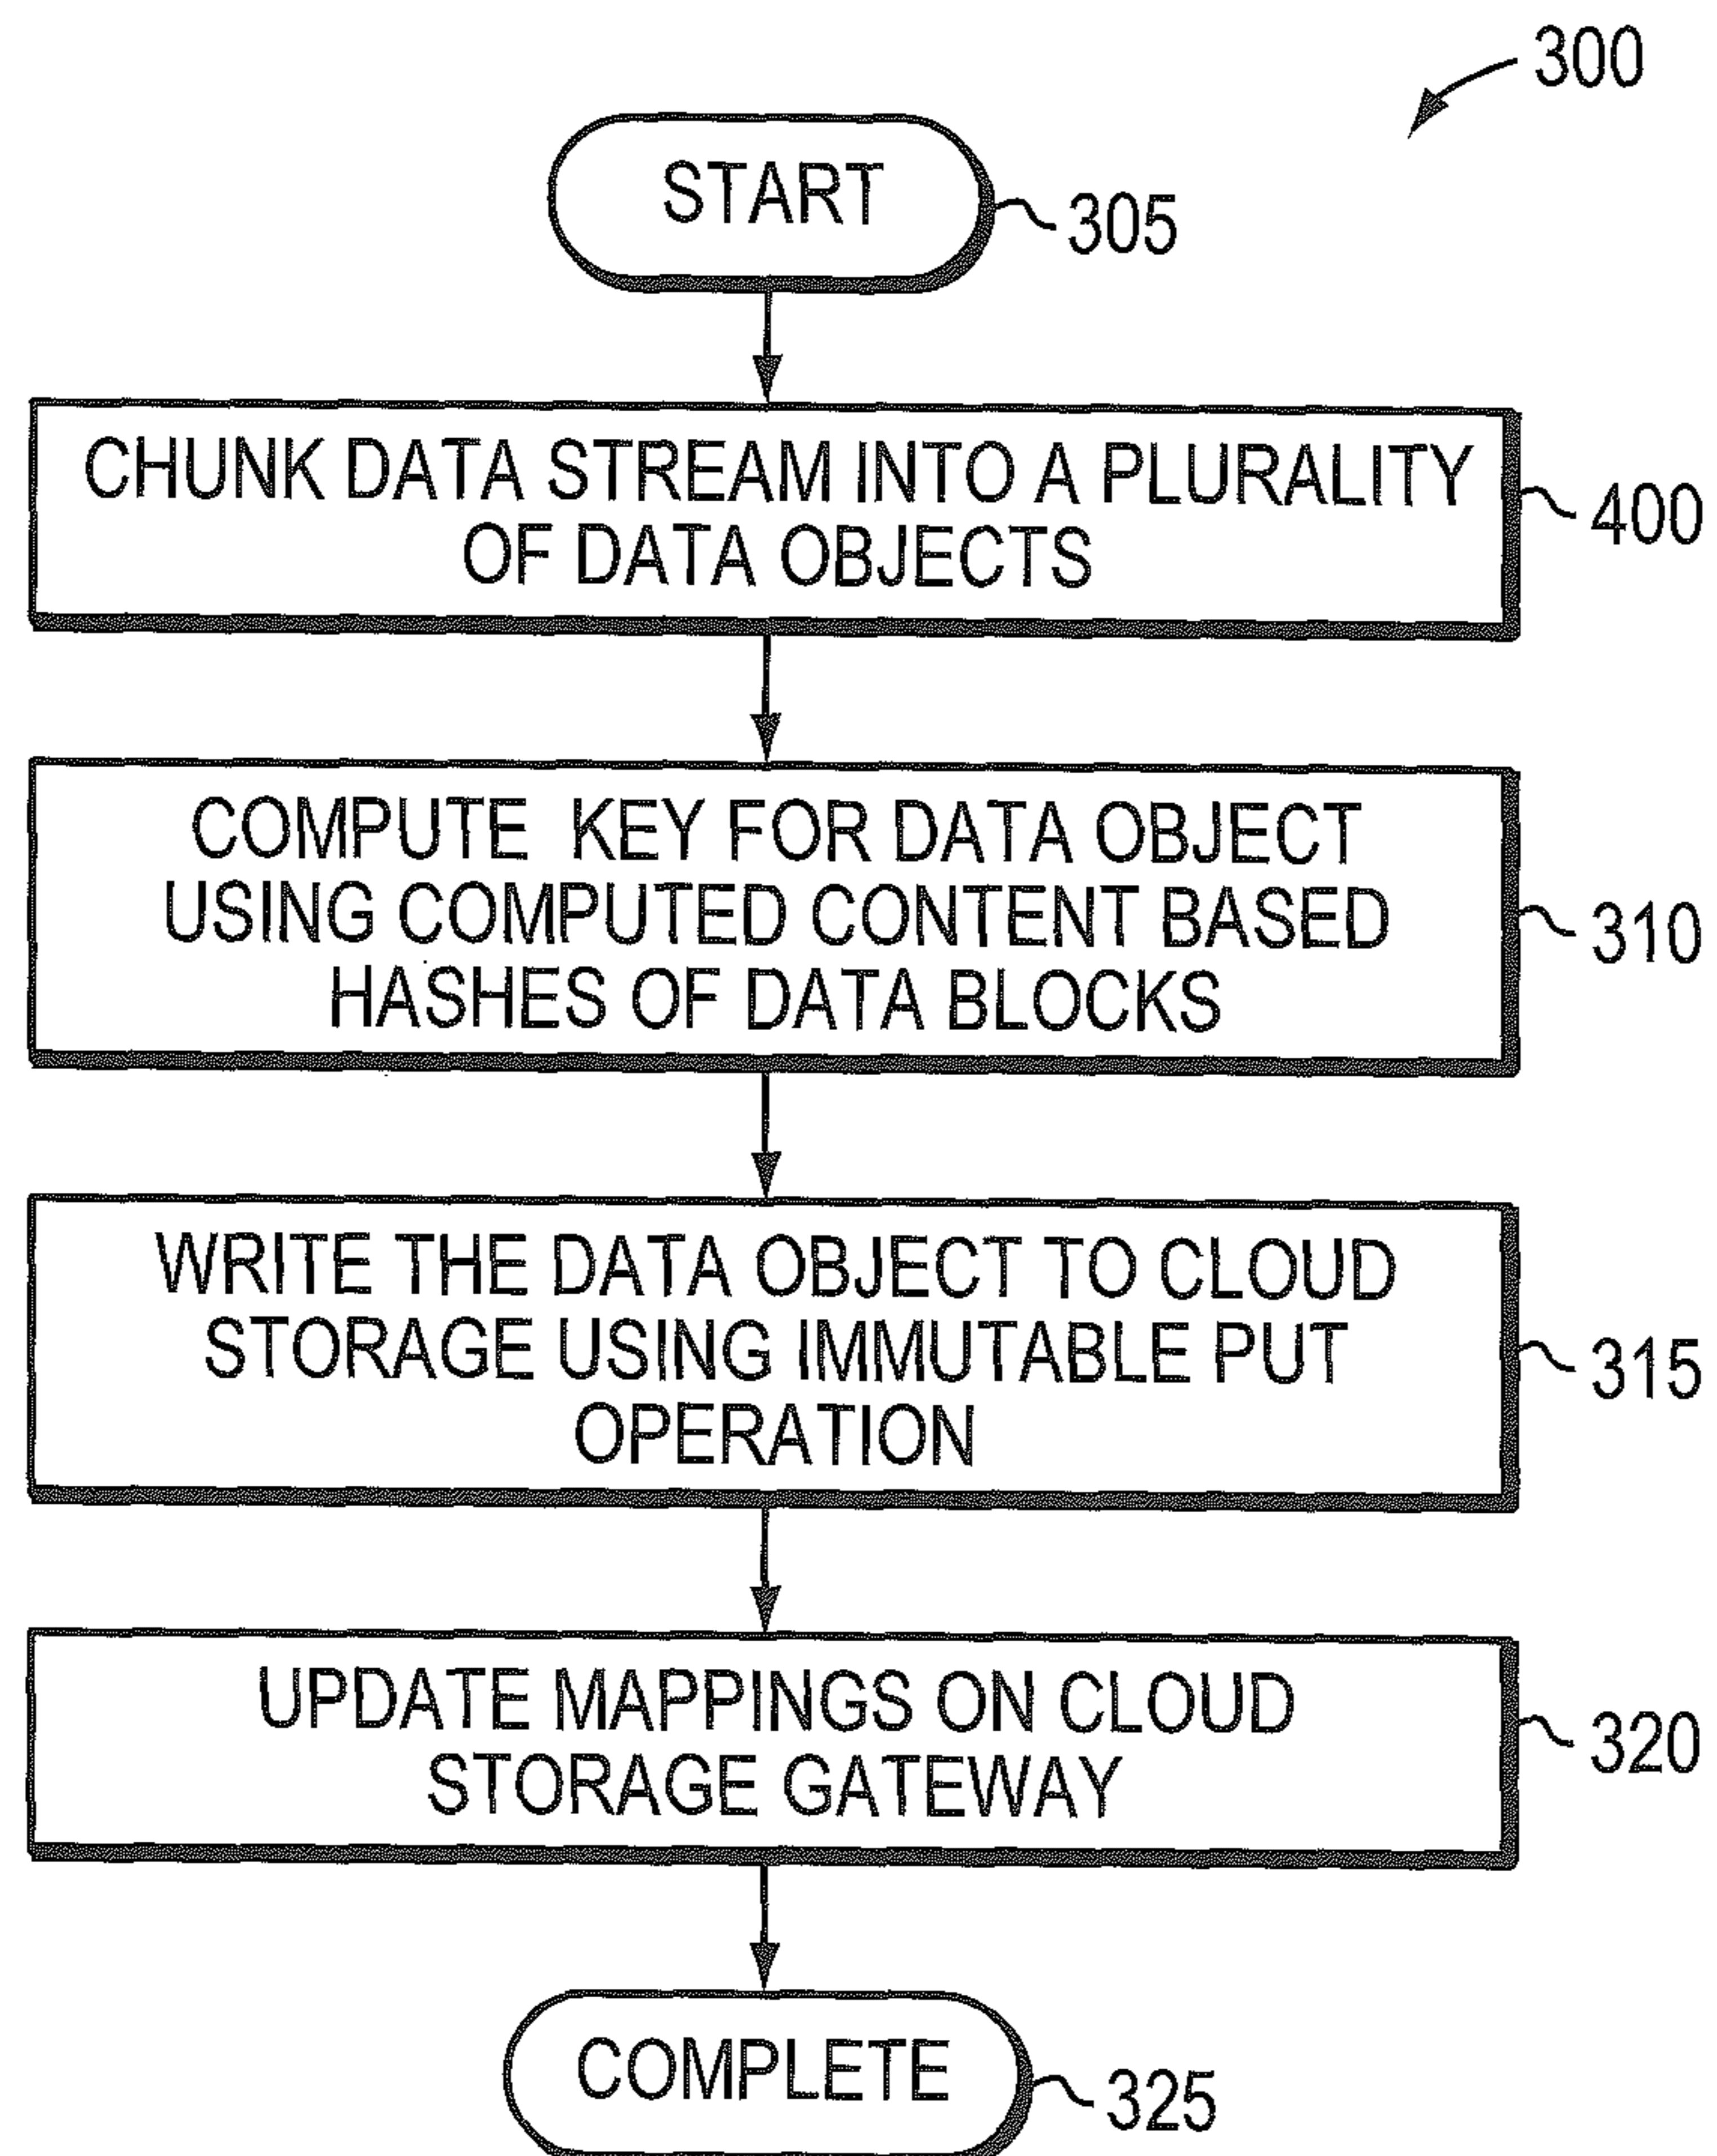 300
START
305
CHUNK DATA STREAM INTO A PLURALITY
OF DATA OBJECTS
400
COMPUTE KEY FOR DATA OBJECT
USING COMPUTED CONTENT BASED
HASHES OF DATA BLOCKS
310
WRITE THE DATA OBJECT TO CLOUD
STORAGE USING IMMUTABLE PUT
OPERATION
315
UPDATE MAPPINGS ON CLOUD
STORAGE GATEWAY
320
COMPLETE
325